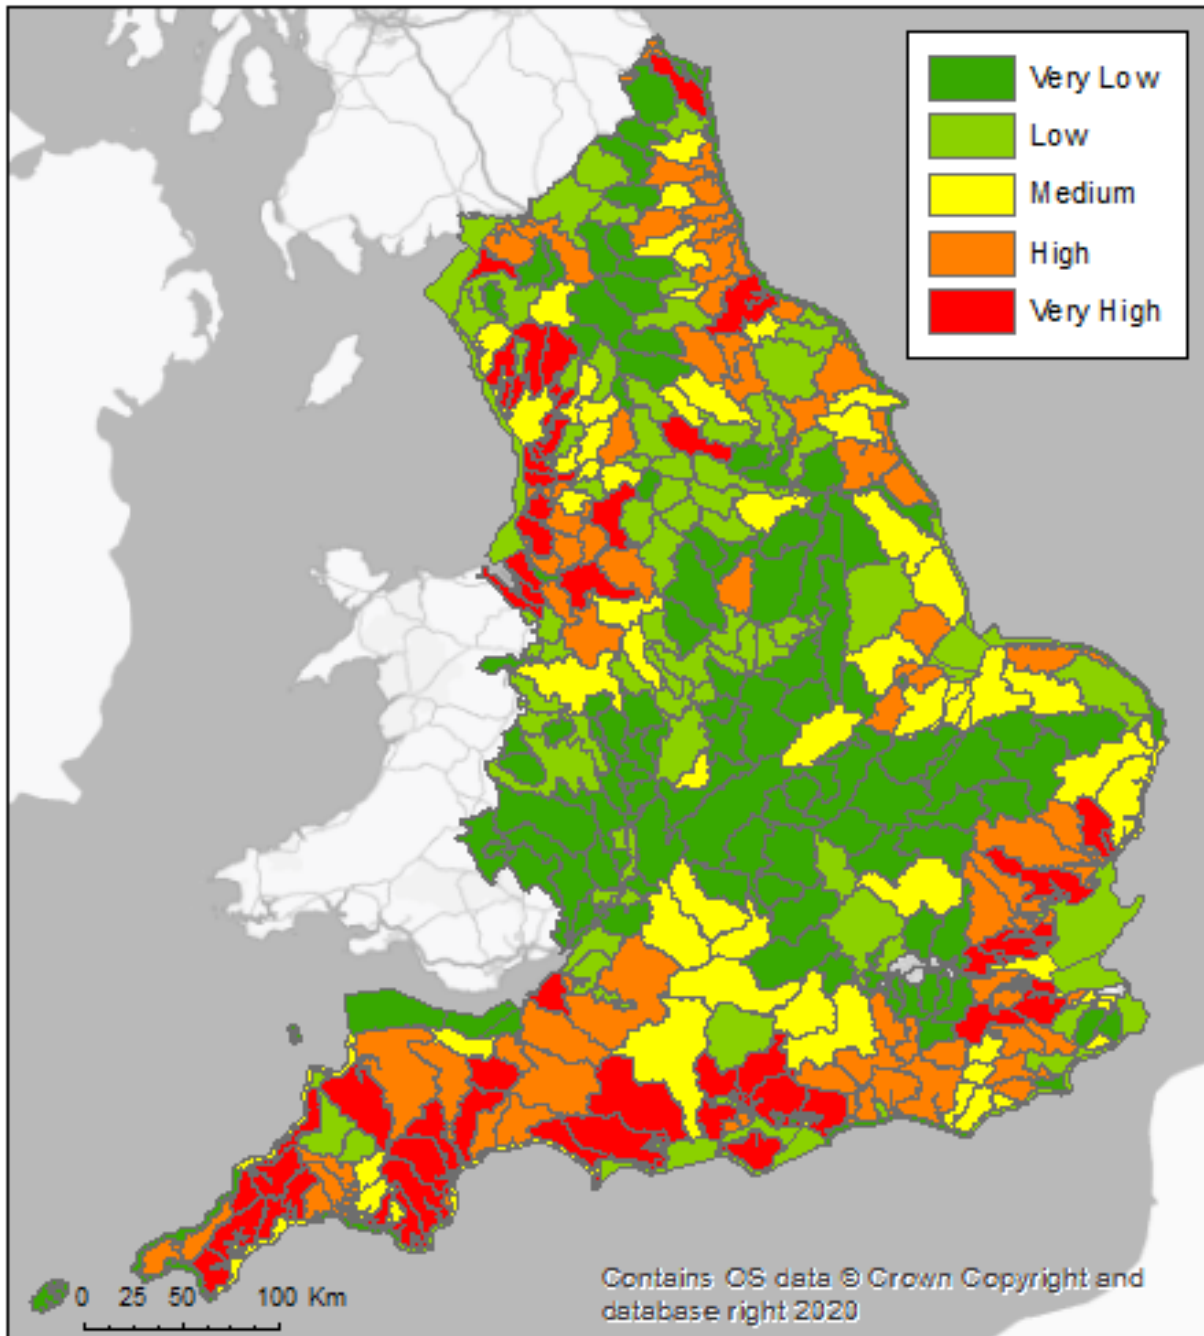 Very Low
Low
Medium
High
Very High
0 25 50 100 Km
Contains OS data © Crown Copyright and
database right 2020